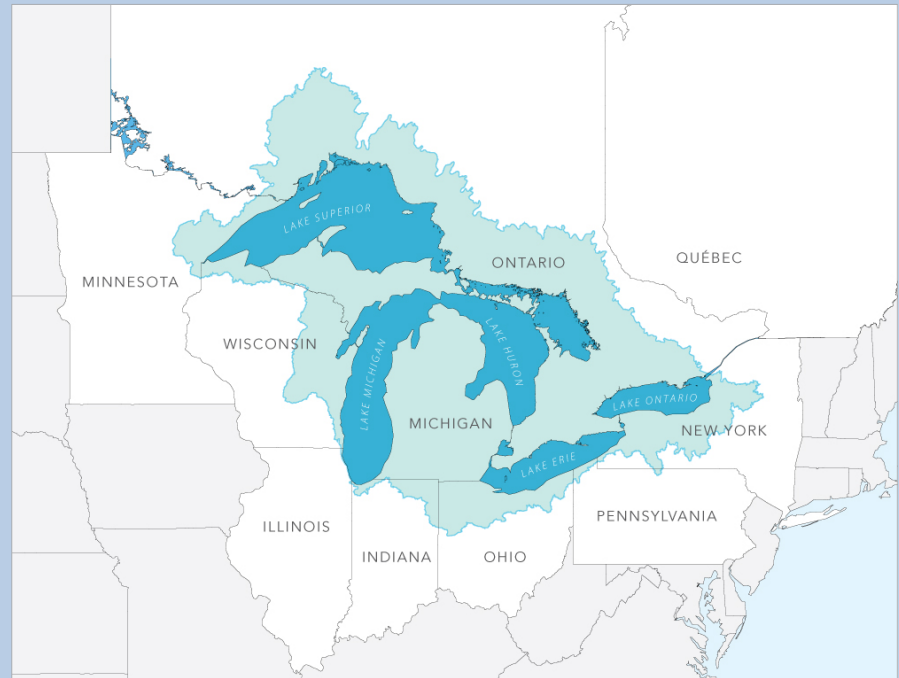 LAKE SUPERIOR
ONTARIO
QUÉBEC
MINNESOTA
WISCONSIN
LAKE MICHIGAN
LAKE HURON
MICHIGAN
LAKE ONTARIO
NEW YORK
LAKE ERIE
PENNSYLVANIA
ILLINOIS
INDIANA
OHIO